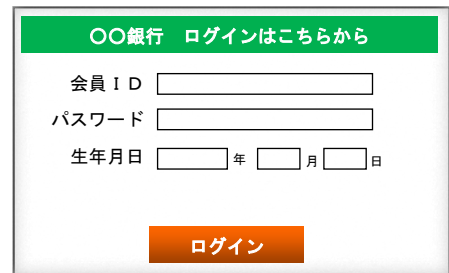 〇〇銀行　ログインはこちらから
会員ＩＤ
パスワード
生年月日 年 月 日
ログイン